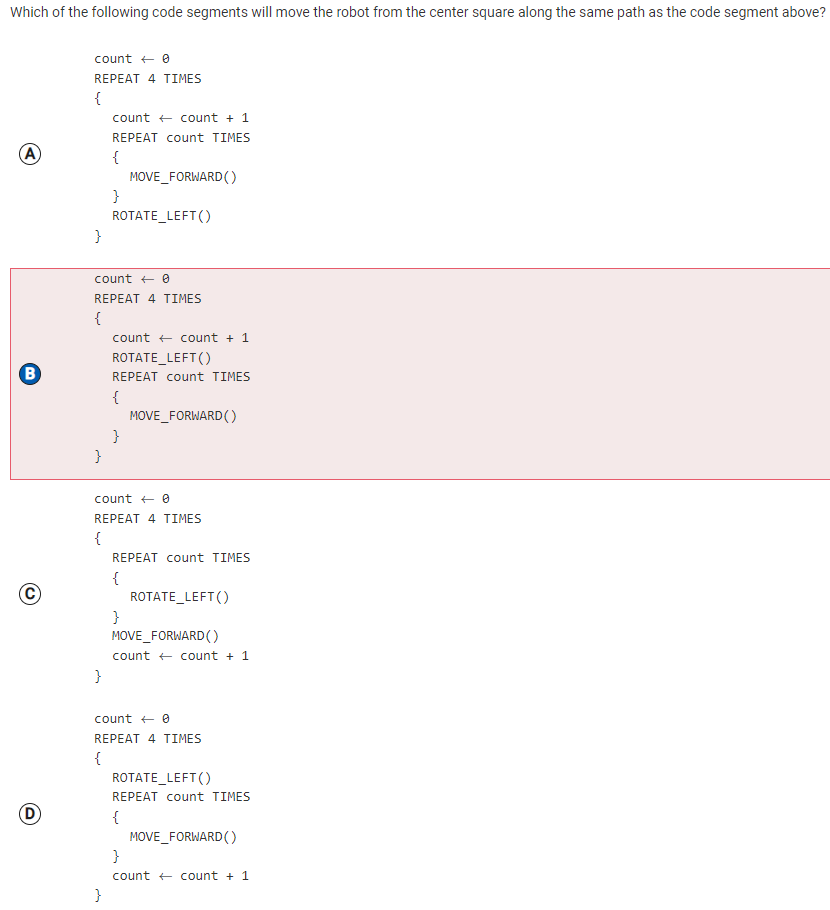 Which of the following code segments will move the robot from the center square along the same path as the code segment above?
count ← 0
REPEAT 4 TIMES
{
count ← count + 1
REPEAT count TIMES
{
MOVE_FORWARD()
}
ROTATE_LEFT()
}
A
count ← 0
REPEAT 4 TIMES
{
count ← count + 1
ROTATE_LEFT()
REPEAT count TIMES
{
MOVE_FORWARD()
}
}
B
count ← 0
REPEAT 4 TIMES
{
REPEAT count TIMES
{
ROTATE_LEFT()
}
MOVE_FORWARD()
count ← count + 1
}
C
count ← 0
REPEAT 4 TIMES
{
ROTATE_LEFT()
REPEAT count TIMES
{
MOVE_FORWARD()
}
count ← count + 1
}
D